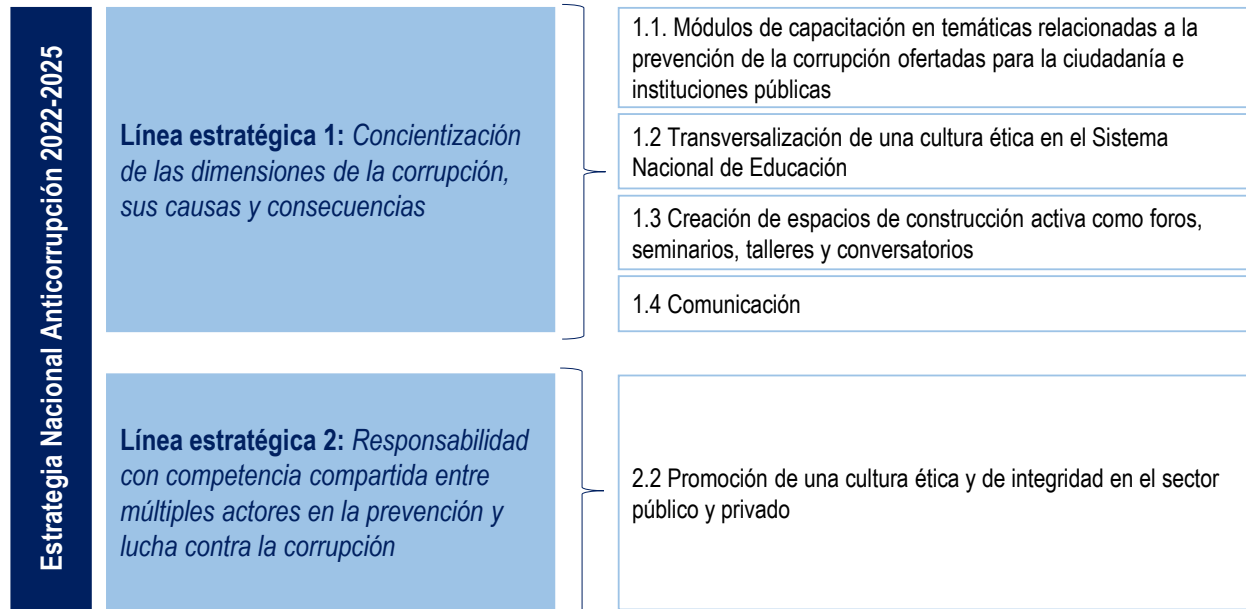 Estrategia Nacional Anticorrupción 2022-2025
Línea estratégica 1: Concientización
de las dimensiones de la corrupción,
sus causas y consecuencias
1.1. Módulos de capacitación en temáticas relacionadas a la
prevención de la corrupción ofertadas para la ciudadanía e
instituciones públicas
1.2 Transversalización de una cultura ética en el Sistema
Nacional de Educación
1.3 Creación de espacios de construcción activa como foros,
seminarios, talleres y conversatorios
1.4 Comunicación
Línea estratégica 2: Responsabilidad
con competencia compartida entre
múltiples actores en la prevención y
lucha contra la corrupción
2.2 Promoción de una cultura ética y de integridad en el sector
público y privado